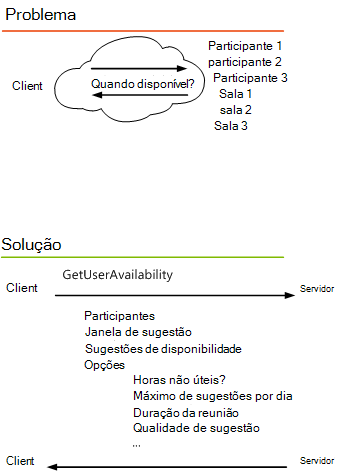 Problema
Participante 1
participante 2
Participante 3
Client
Quando disponível?
Sala 1
sala 2
Sala 3
Solução
GetUserAvailability
Client
Servidor
Participantes
Janela de sugestão
Sugestões de disponibilidade
Opções
Horas não úteis?
Máximo de sugestões por dia
Duração da reunião
Qualidade de sugestão
...
Client
Servidor